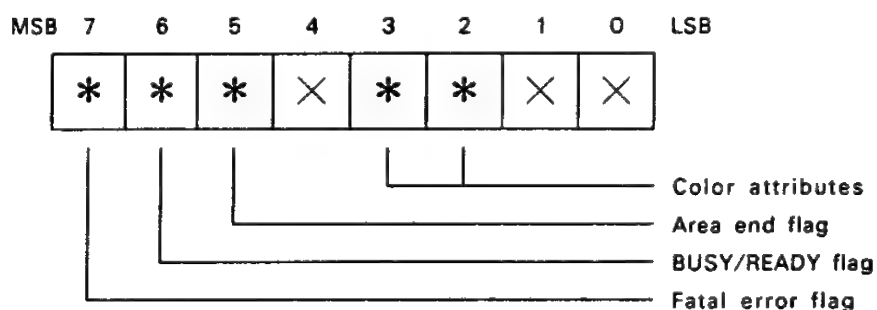 MSB 7 6 5 4 3 2 1 0 LSB
* * * × * * × ×
Color attributes
Area end flag
BUSY/READY flag
Fatal error flag